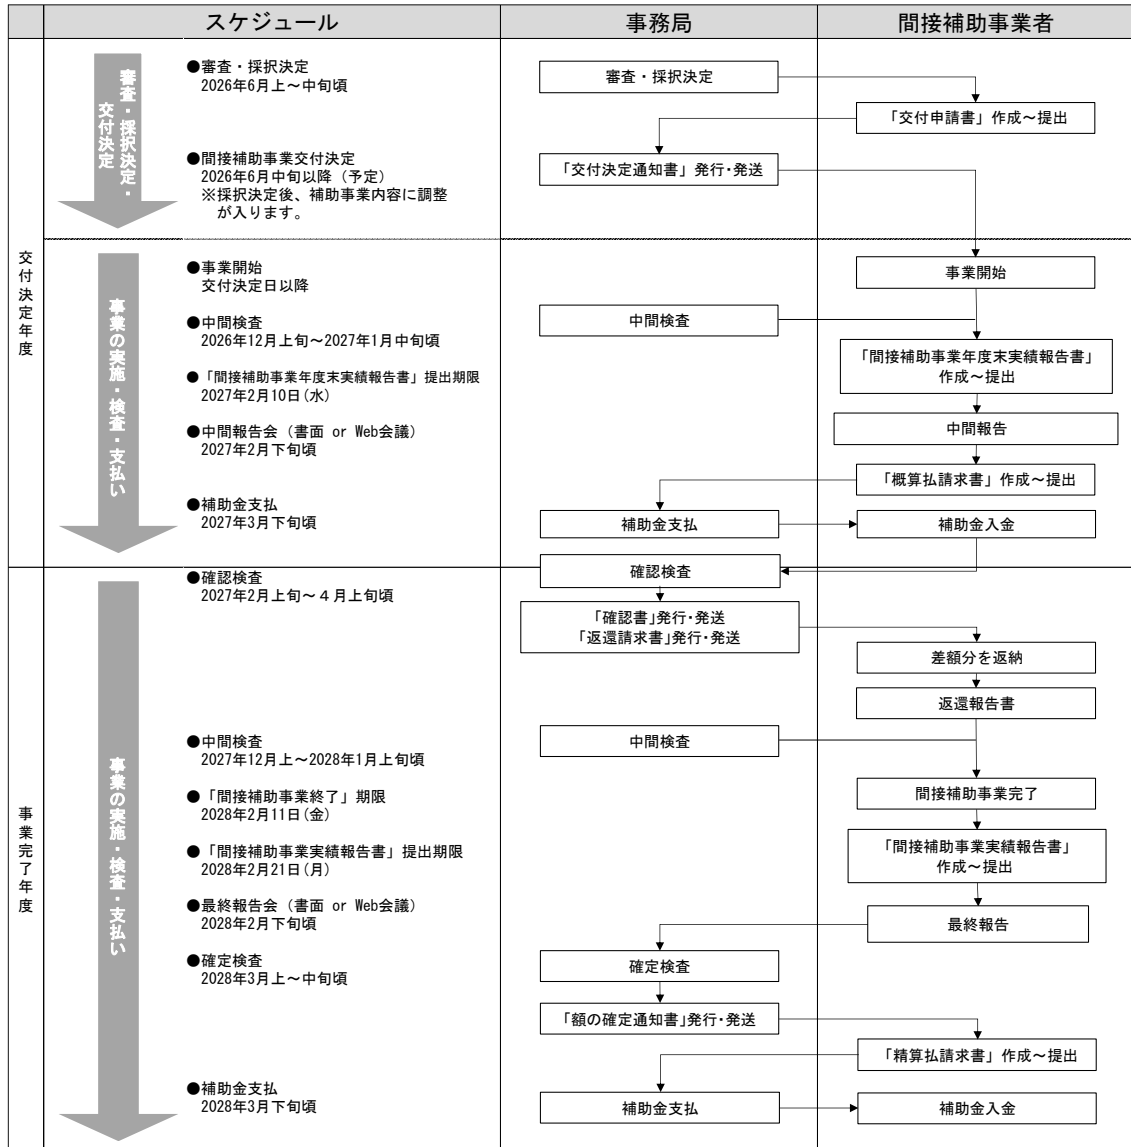 スケジュール
事務局
間接補助事業者
交付決定年度
審査・採択決定・
交付決定
●審査・採択決定
2026年6月上～中旬頃
●間接補助事業交付決定
2026年6月中旬以降（予定）
※採択決定後、補助事業内容に調整
が入ります。
審査・採択決定
「交付申請書」作成～提出
「交付決定通知書」発行・発送
事業の実施・検査・支払い
●事業開始
交付決定日以降
●中間検査
2026年12月上旬～2027年1月中旬頃
●「間接補助事業年度末実績報告書」提出期限
2027年2月10日(水)
●中間報告会（書面 or Web会議）
2027年2月下旬頃
●補助金支払
2027年3月下旬頃
事業開始
中間検査
「間接補助事業年度末実績報告書」
作成～提出
中間報告
「概算払請求書」作成～提出
補助金支払
補助金入金
事業完了年度
事業の実施・検査・支払い
●確認検査
2027年2月上旬～４月上旬頃
●中間検査
2027年12月上～2028年1月上旬頃
●「間接補助事業終了」期限
2028年2月11日(金)
●「間接補助事業実績報告書」提出期限
2028年2月21日(月)
●最終報告会（書面 or Web会議）
2028年2月下旬頃
●確定検査
2028年3月上～中旬頃
●補助金支払
2028年3月下旬頃
確認検査
「確認書」発行・発送
「返還請求書」発行・発送
差額分を返納
返還報告書
中間検査
間接補助事業完了
「間接補助事業実績報告書」
作成～提出
最終報告
確定検査
「額の確定通知書」発行・発送
「精算払請求書」作成～提出
補助金支払
補助金入金